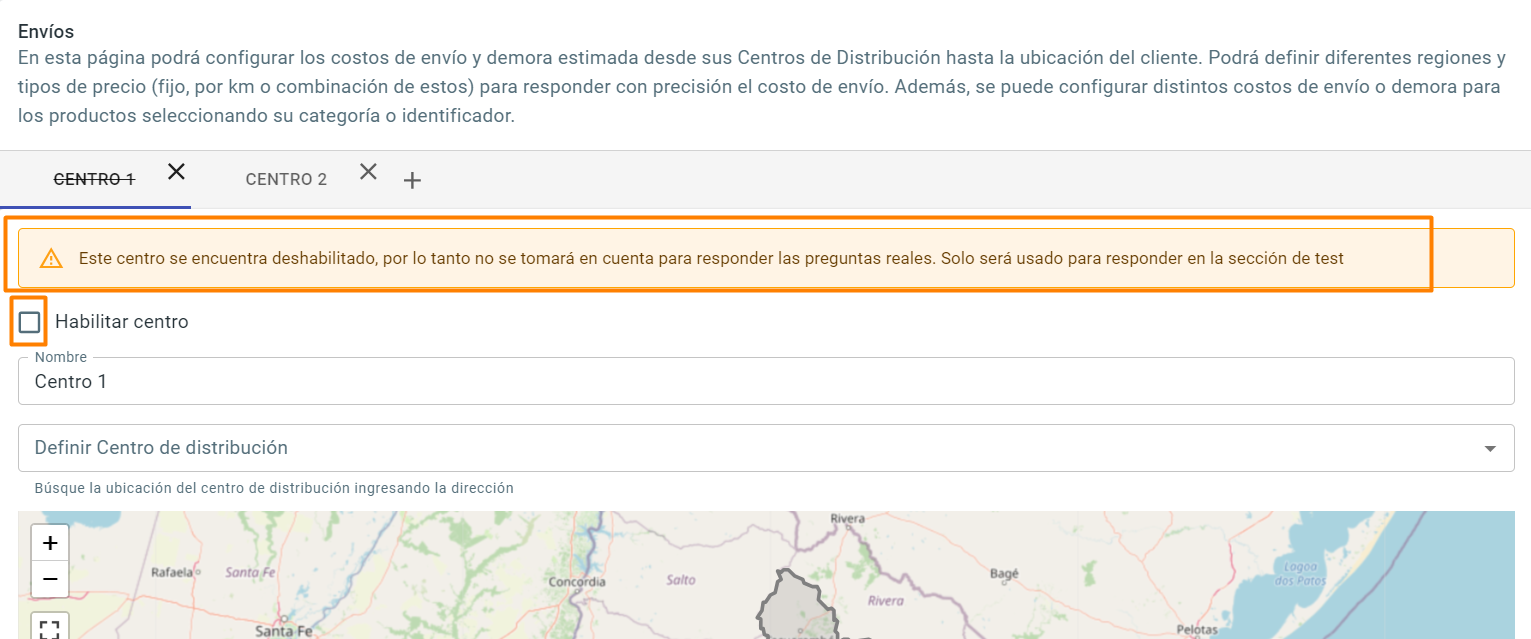 Envíos
En esta página podrá configurar los costos de envío y demora estimada desde sus Centros de Distribución hasta la ubicación del cliente. Podrá definir diferentes regiones y
tipos de precio (fijo, por km o combinación de estos) para responder con precisión el costo de envío. Además, se puede configurar distintos costos de envío o demora para
los productos seleccionando su categoría o identificador.
CENTRO 1
CENTRO 2
Este centro se encuentra deshabilitado, por lo tanto no se tomará en cuenta para responder las preguntas reales. Solo será usado para responder en la sección de test
Habilitar centro
Nombre
Centro 1
Definir Centro de distribución
Búsque la ubicación del centro de distribución ingresando la dirección
+
−
Rivera
Rafaela
Santa Fe
Concordia
Salto
Bagé
Lagoa
dos Patos
Rivera
Santa Fe
Pelotas